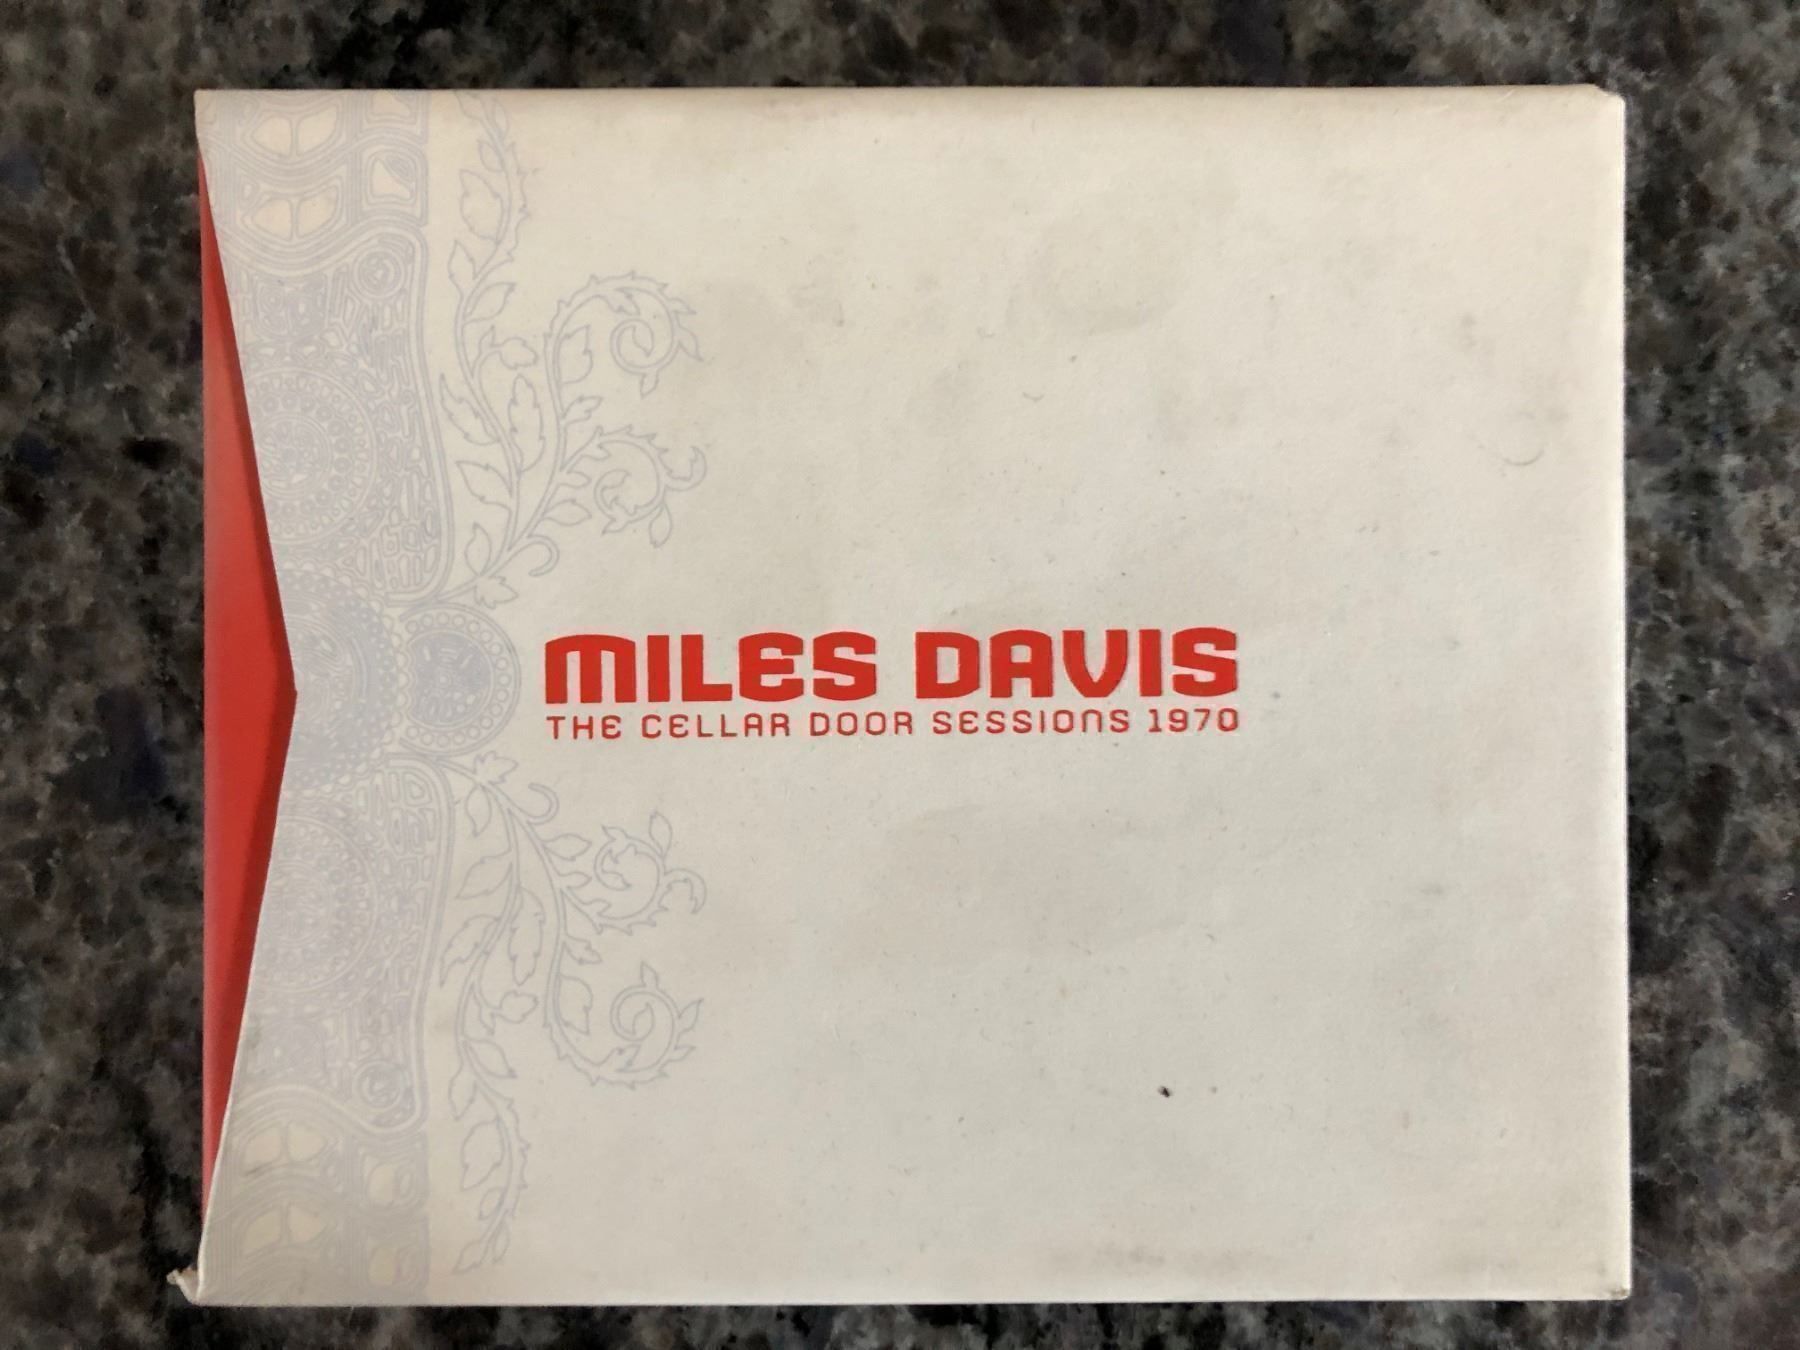 MILES DAVIS
THE CELLAR DOOR SESSIONS 1970